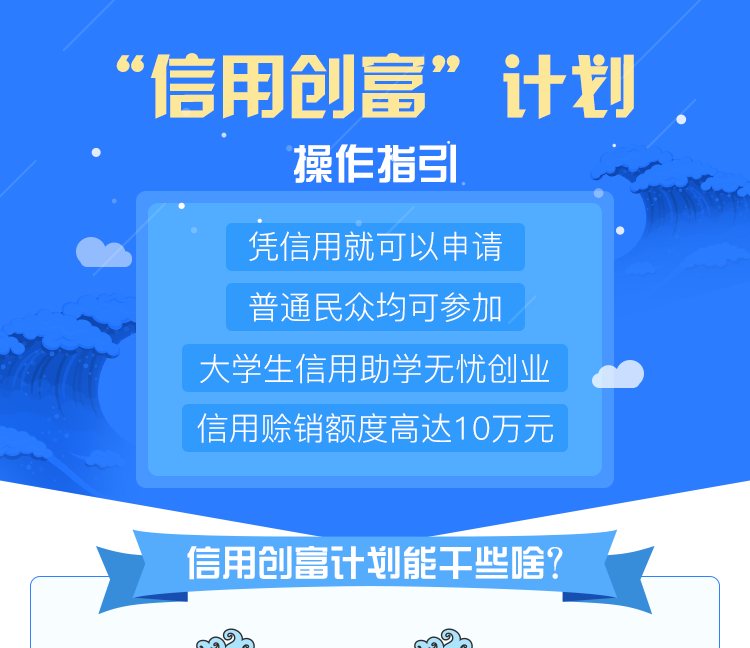 “信用创富”计划
操作指引
凭信用就可以申请
普通民众均可参加
大学生信用助学无忧创业
信用赊销额度高达10万元
信用创富计划能干些啥?